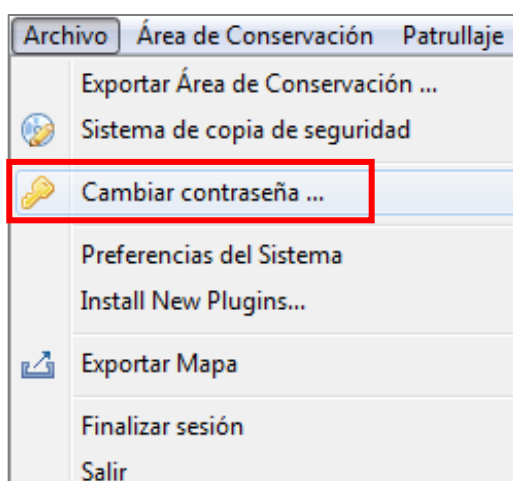 Archivo Área de Conservación Patrullaje
Exportar Área de Conservación ...
Sistema de copia de seguridad
Cambiar contraseña ...
Preferencias del Sistema
Install New Plugins...
Exportar Mapa
Finalizar sesión
Salir